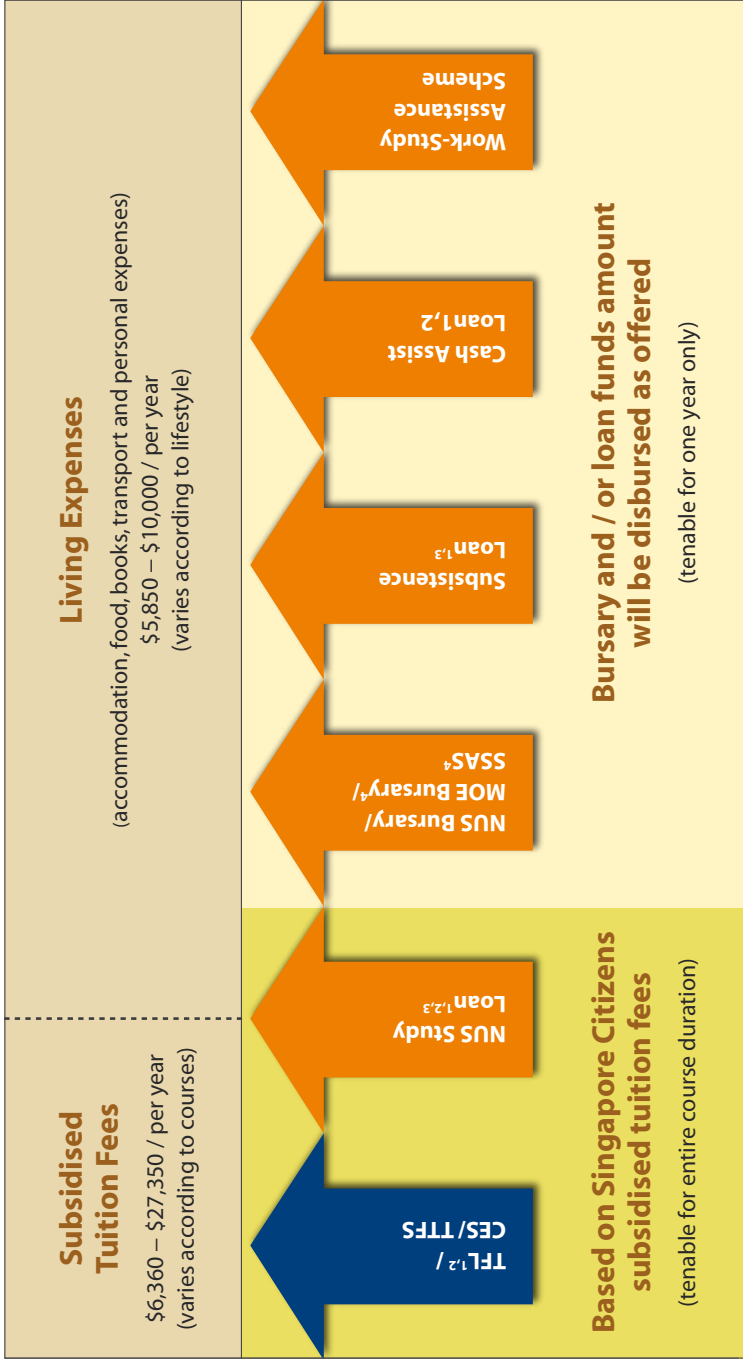 Subsidised
Tuition Fees
$6,360 – $27,350 / per year
(varies according to courses)
Living Expenses
(accommodation, food, books, transport and personal expenses)
$5,850 – $10,000 / per year
(varies according to lifestyle)
TFL1,2 /
CES/ TTFS
NUS Study
Loan1,2,3
NUS Bursary/
MOE Bursary4/
SSAS4
Subsistence
Loan1,3
Cash Assist
Loan1,2
Work-Study
Assistance
Scheme
Based on Singapore Citizens
subsidised tuition fees
(tenable for entire course duration)
Bursary and / or loan funds amount
will be disbursed as offered
(tenable for one year only)